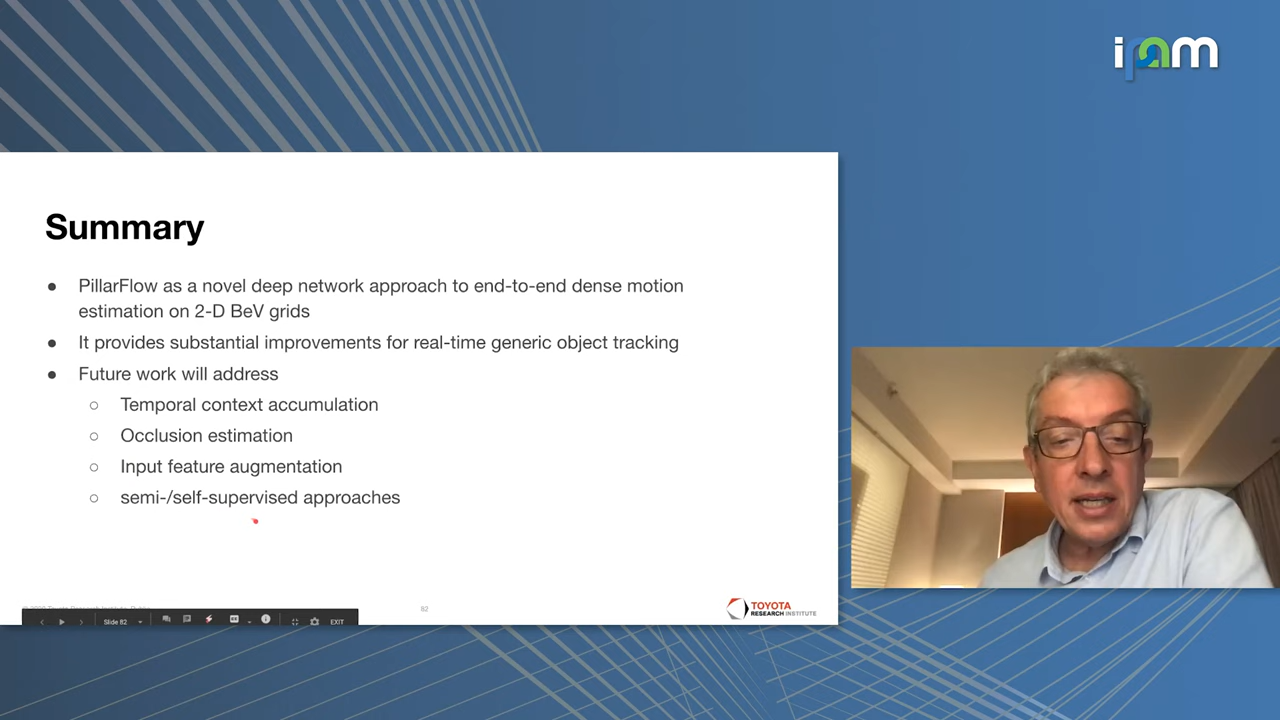 ipam
Summary
● PillarFlow as a novel deep network approach to end-to-end dense motion
estimation on 2-D BeV grids
● It provides substantial improvements for real-time generic object tracking
● Future work will address
○ Temporal context accumulation
○ Occlusion estimation
○ Input feature augmentation
○ semi-/self-supervised approaches
82
TOYOTA
RESEARCH INSTITUTE
Slide 82
EXIT